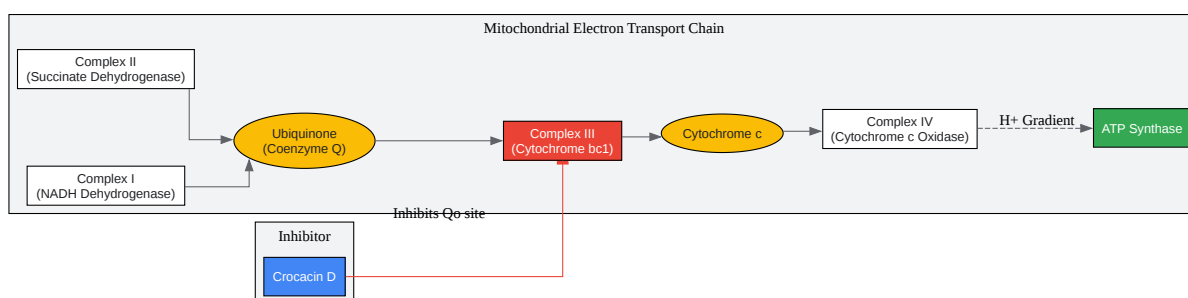 Mitochondrial Electron Transport Chain
Complex II
(Succinate Dehydrogenase)
Ubiquinone
(Coenzyme Q)
Complex III
(Cytochrome bc1)
Cytochrome c
Complex IV
(Cytochrome c Oxidase)
H+ Gradient
ATP Synthase
Complex I
(NADH Dehydrogenase)
Inhibits Qo site
Inhibitor
Crocacin D